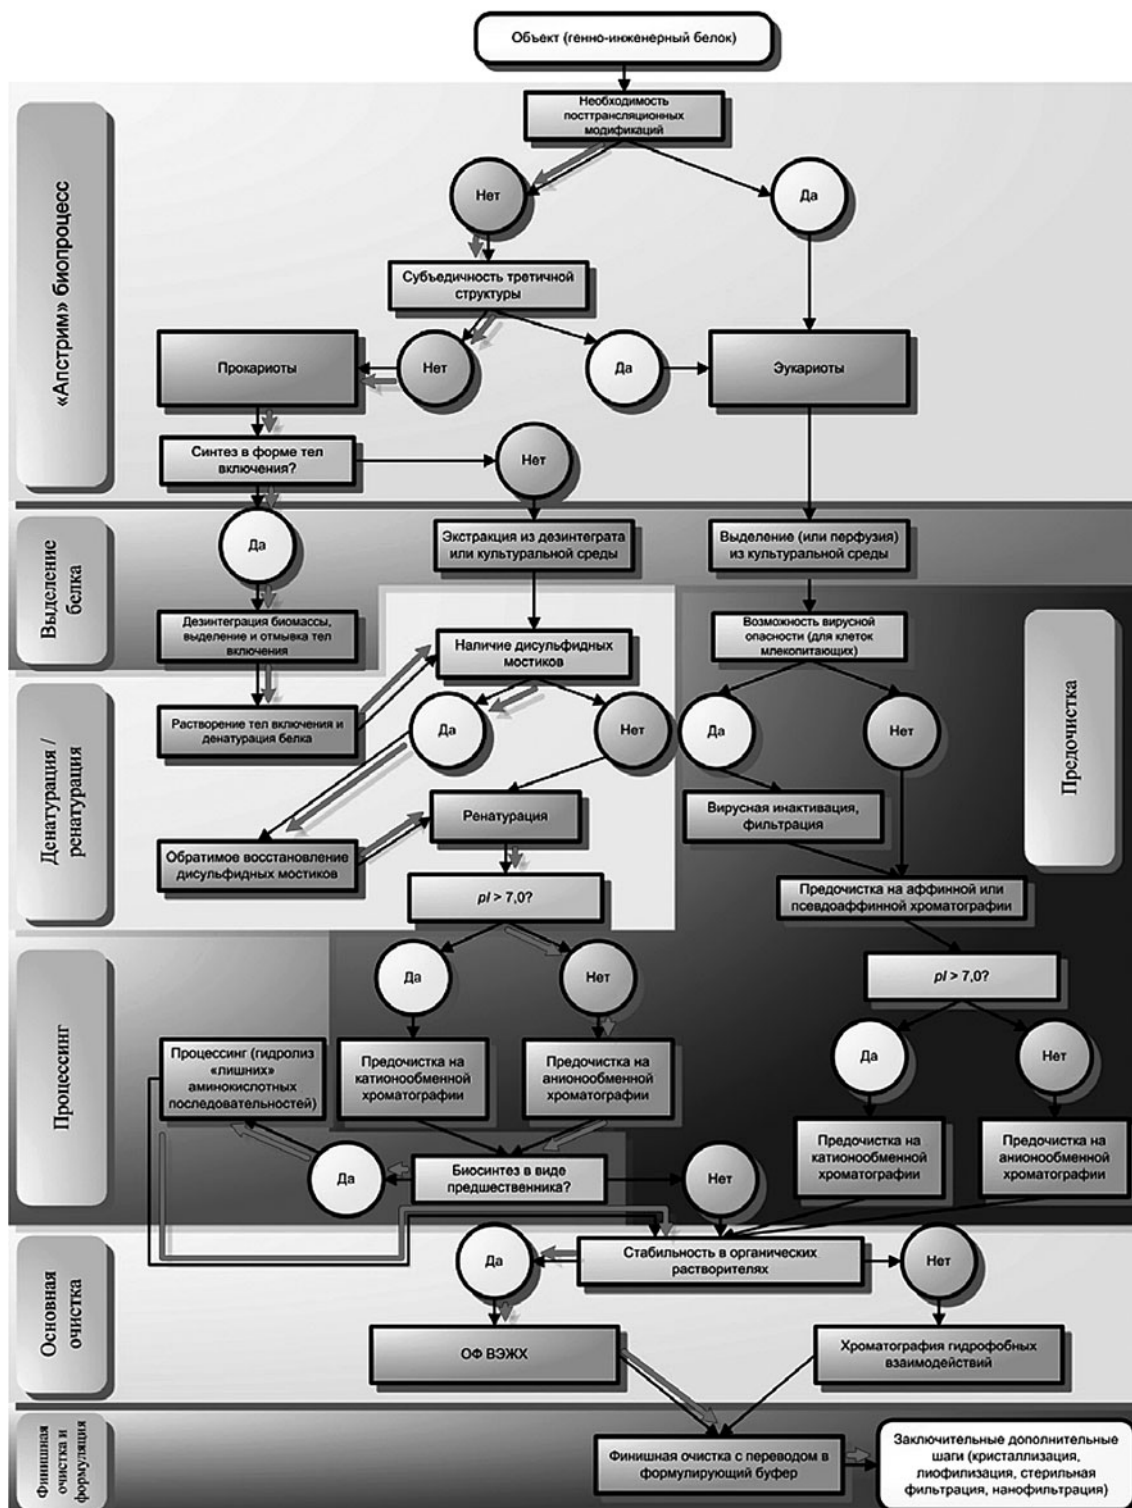 Объект (генно-инженерный белок)
Необходимость
посттрансляционных
модификаций
«Апстрим» биопроцесс
Нет
Да
Субъедичность третичной
структуры
Прокариоты
Нет
Да
Эукариоты
Синтез в форме тел
включения?
Нет
Выделение
белка
Да
Экстракция из дезинтеграта
или культуральной среды
Выделение (или перфузия)
из культуральной среды
Дезинтеграция биомассы,
выделение и отмывка тел
включения
Наличие дисульфидных
мостиков
Возможность вирусной
опасности (для клеток
млекопитающих)
Предочистка
Денатурация /
ренатурация
Растворение тел включения и
денатурация белка
Да
Нет
Да
Нет
Ренатурация
Вирусная инактивация,
фильтрация
Обратимое восстановление
дисульфидных мостиков
pI > 7,0?
Предочистка на аффинной или
псевдоаффинной хроматографии
Процессинг
Да
Нет
pI > 7,0?
Процессинг (гидролиз
«лишних»
аминокислотных
последовательностей)
Предочистка на
катионообменной
хроматографии
Предочистка на
анионообменной
хроматографии
Да
Нет
Предочистка на
катионообменной
хроматографии
Предочистка на
анионообменной
хроматографии
Да
Биосинтез в виде
предшественника?
Нет
Основная
очистка
Да
Стабильность в органических
растворителях
Нет
ОФ ВЭЖХ
Хроматография гидрофобных
взаимодействий
Финишная
очистка и
формуляция
Финишная очистка с переводом в
формулирующий буфер
Заключительные дополнительные
шаги (кристаллизация,
лиофилизация, стерильная
фильтрация, нанофильтрация)